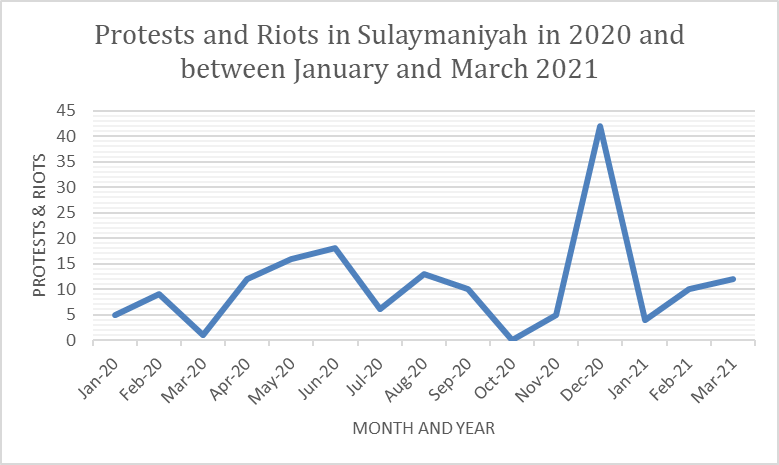 Protests and Riots in Sulaymaniyah in 2020 and
between January and March 2021
PROTESTS & RIOTS
45
40
35
30
25
20
15
10
5
0
Jan-20
Feb-20
Mar-20
Apr-20
May-20
Jun-20
Jul-20
Aug-20
Sep-20
Oct-20
Nov-20
Dec-20
Jan-21
Feb-21
Mar-21
MONTH AND YEAR